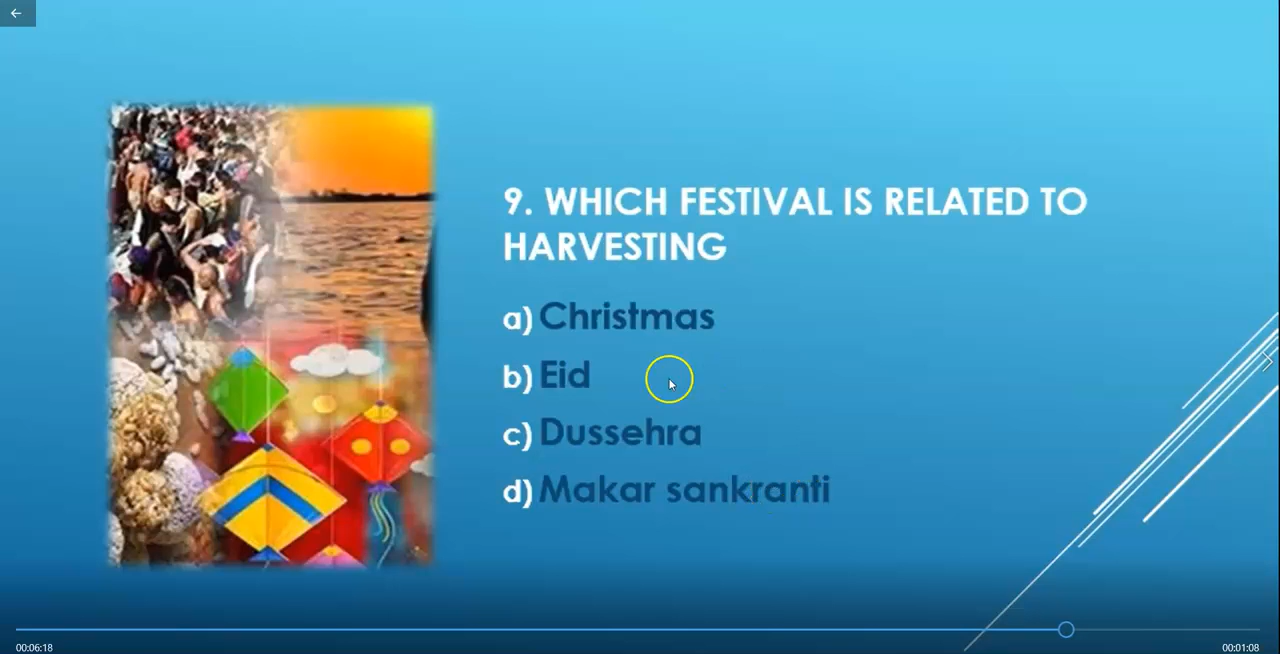 9. WHICH FESTIVAL IS RELATED TO
HARVESTING
a) Christmas
b) Eid
c) Dussehra
d) Makar sankranti
00:06:18
00:01:08